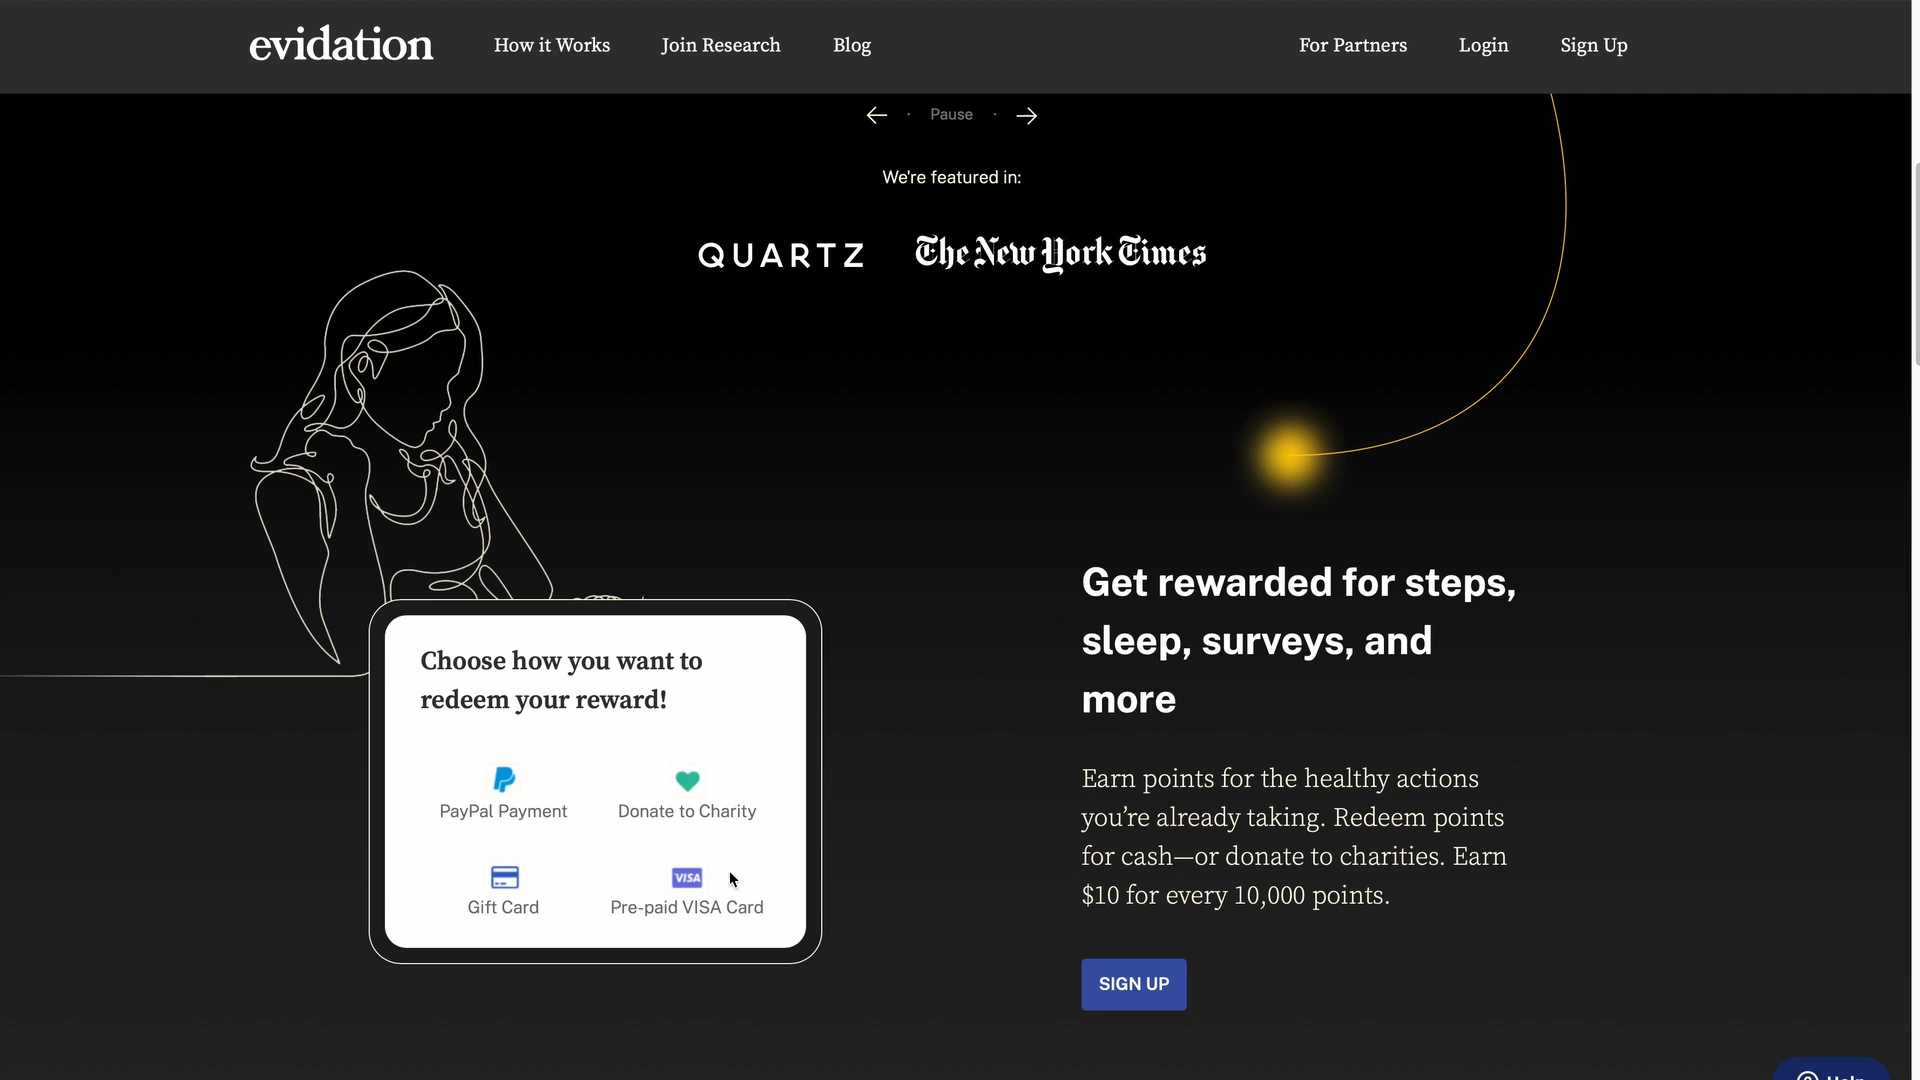 evidation
How it Works
Join Research
Blog
For Partners
Login
Sign Up
Pause
We're featured in:
QUARTZ
The New York Times
Get rewarded for steps,
sleep, surveys, and
more
Choose how you want to
redeem your reward!
PayPal Payment
Donate to Charity
VISA
Gift Card
Pre-paid VISA Card
Earn points for the healthy actions
you’re already taking. Redeem points
for cash—or donate to charities. Earn
$10 for every 10,000 points.
SIGN UP
Help